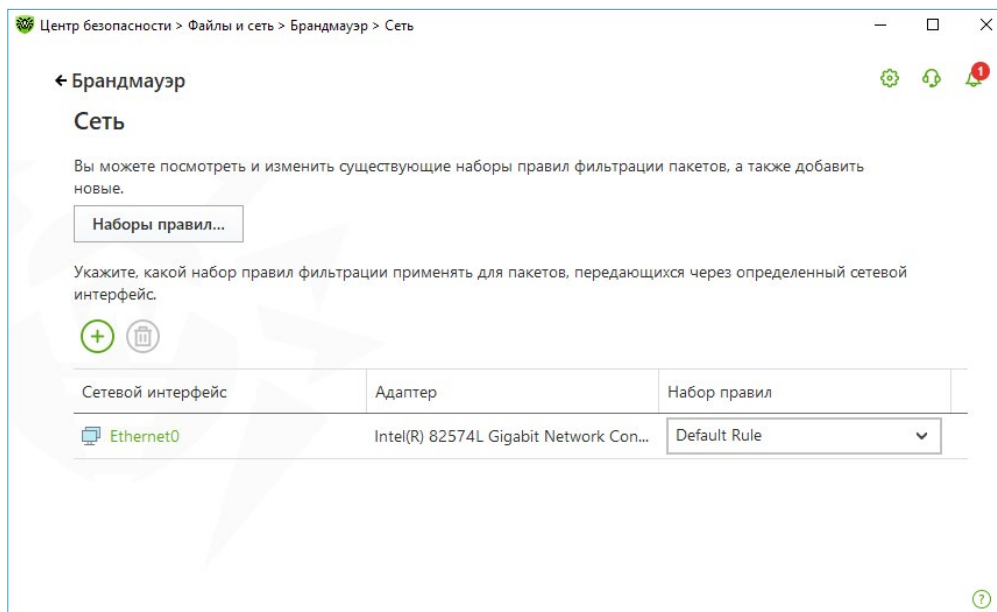 Центр безопасности > Файлы и сеть > Брандмауэр > Сеть
Брандмауэр
1
Сеть
Вы можете посмотреть и изменить существующие наборы правил фильтрации пакетов, а также добавить
новые.
Наборы правил...
Укажите, какой набор правил фильтрации применять для пакетов, передающихся через определенный сетевой
интерфейс.
Сетевой интерфейс Адаптер Набор правил
Ethernet0 Intel(R) 82574L Gigabit Network Con... Default Rule
?